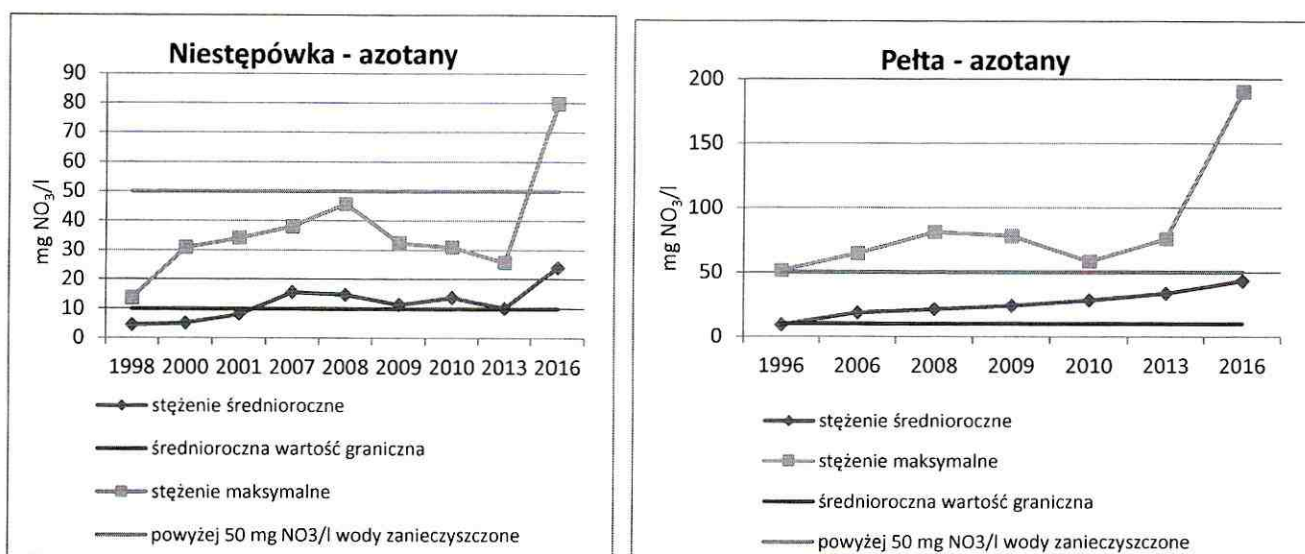 Niestępówka - azotany
90
80
70
60
50
40
30
20
10
0
mg NO₃/l
1998 2000 2001 2007 2008 2009 2010 2013 2016
stężenie średnioroczne
średnioroczna wartość graniczna
stężenie maksymalne
powyżej 50 mg NO3/l wody zanieczyszczone
Pełta - azotany
200
150
100
50
0
mg NO₃/l
1996 2006 2008 2009 2010 2013 2016
stężenie średnioroczne
stężenie maksymalne
średnioroczna wartość graniczna
powyżej 50 mg NO3/l wody zanieczyszczone